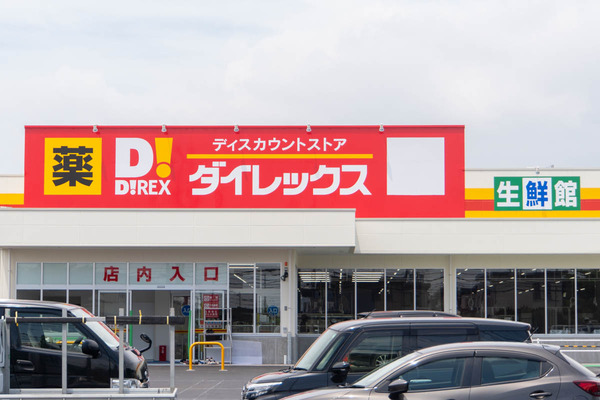 薬
D!
D!REX
ディスカウントストア
ダイレックス
生鮮館
店内入口